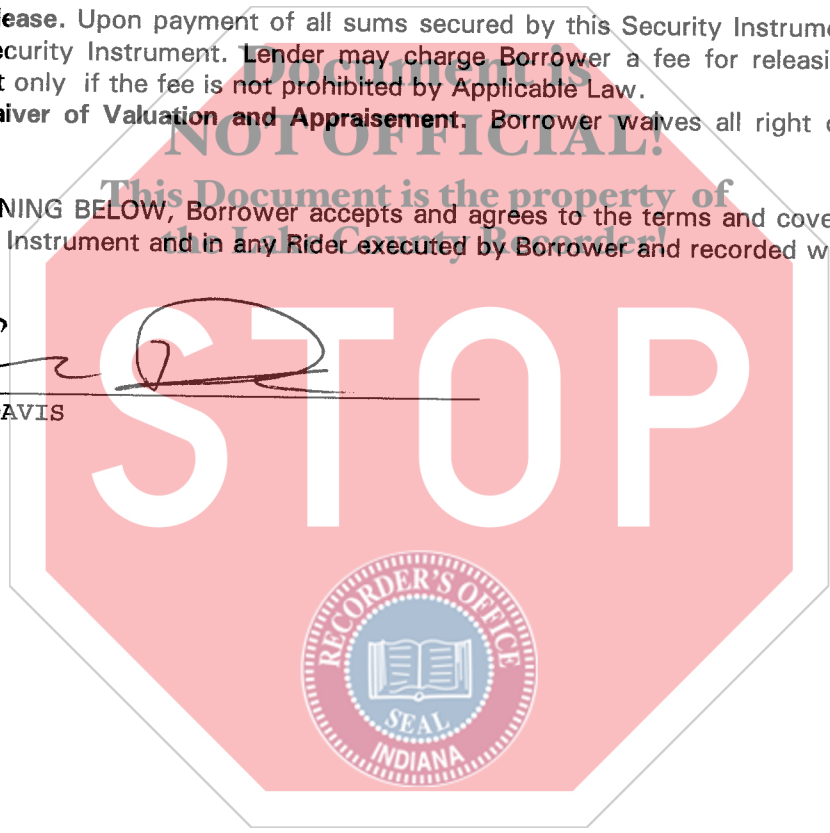 lease. Upon payment of all sums secured by this Security Instrume
ecurity Instrument. Lender may charge Borrower a fee for releasi
t only if the fee is not prohibited by Applicable Law.
aiver of Valuation and Appraisement. Borrower waives all right
NING BELOW, Borrower accepts and agrees to the terms and cove
Instrument and in any Rider executed by Borrower and recorded w
AVIS
Document is
NOT OFFICIAL!
This Document is the property of
the Lake County Recorder!
STOP
RECORDER'S OFFICE
SEAL
INDIANA